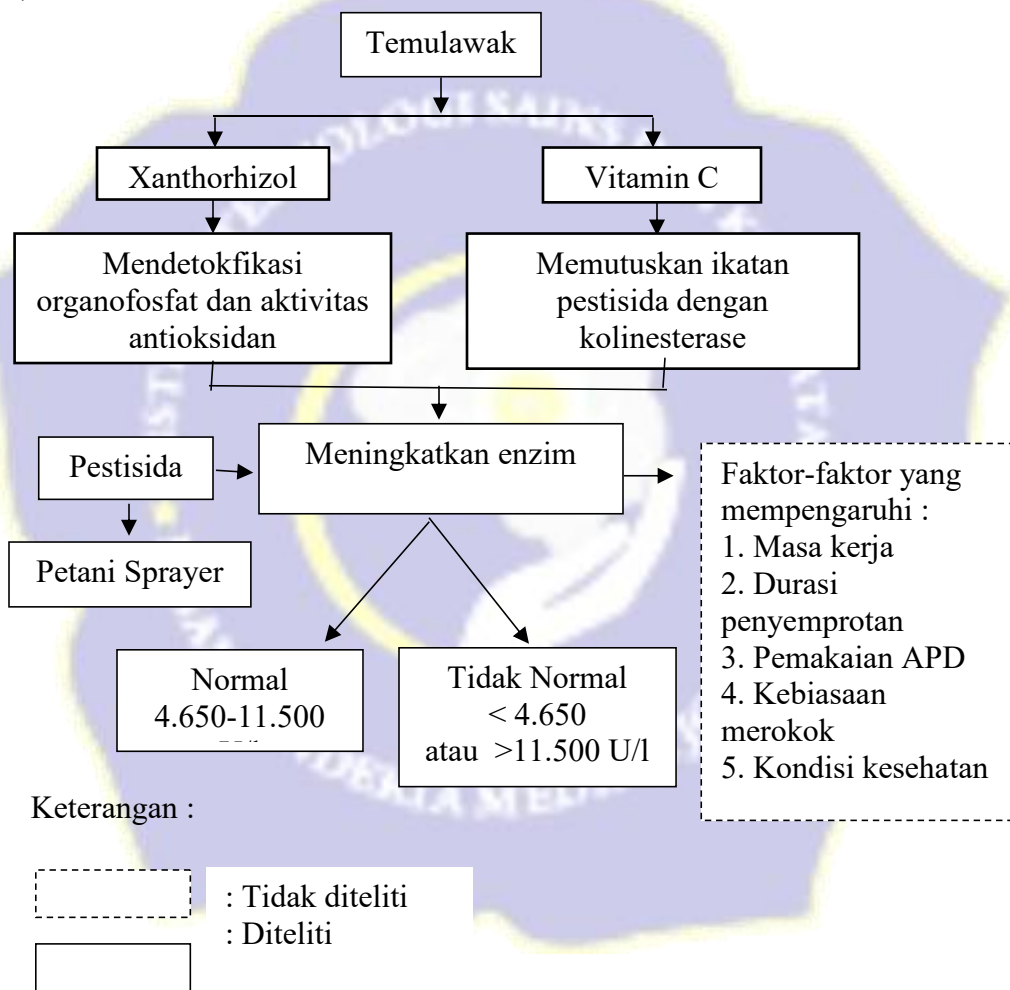 Temulawak
Xanthorhizol
Vitamin C
Mendetokfikasi
organofosfat dan aktivitas
antioksidan
Memutuskan ikatan
pestisida dengan
kolinesterase
Pestisida
Meningkatkan enzim
Petani Sprayer
Faktor-faktor yang
mempengaruhi :
1. Masa kerja
2. Durasi
penyemprotan
3. Pemakaian APD
4. Kebiasaan
merokok
5. Kondisi kesehatan
Normal
4.650-11.500
Tidak Normal
< 4.650
atau >11.500 U/l
Keterangan :
: Tidak diteliti
: Diteliti